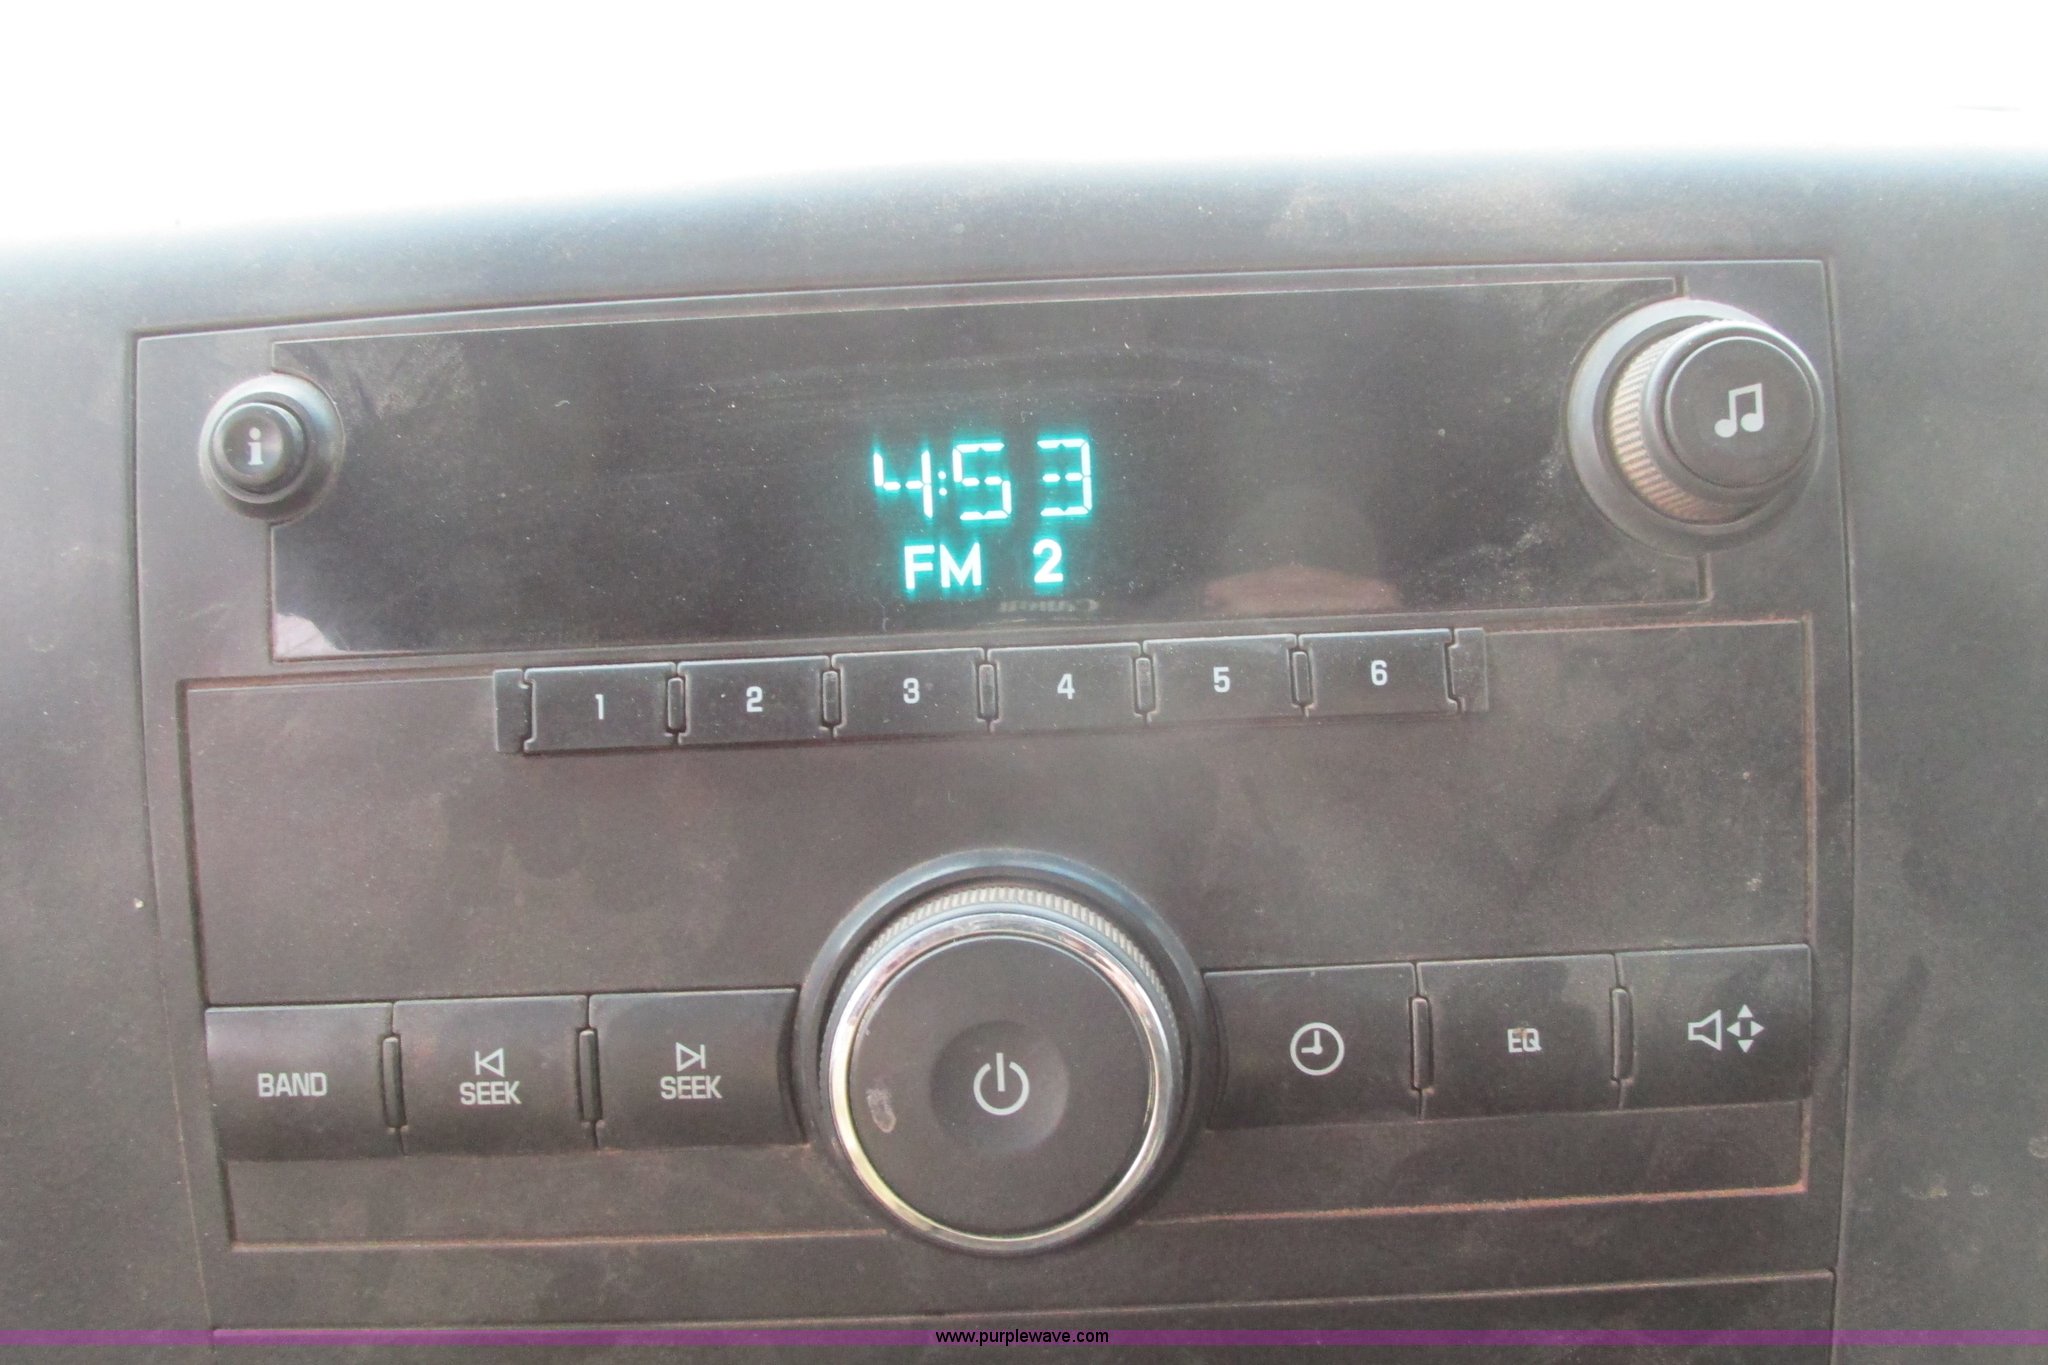 i
4:53
FM 2
1 2 3 4 5 6
BAND SEEK SEEK EQ
www.purplewave.com